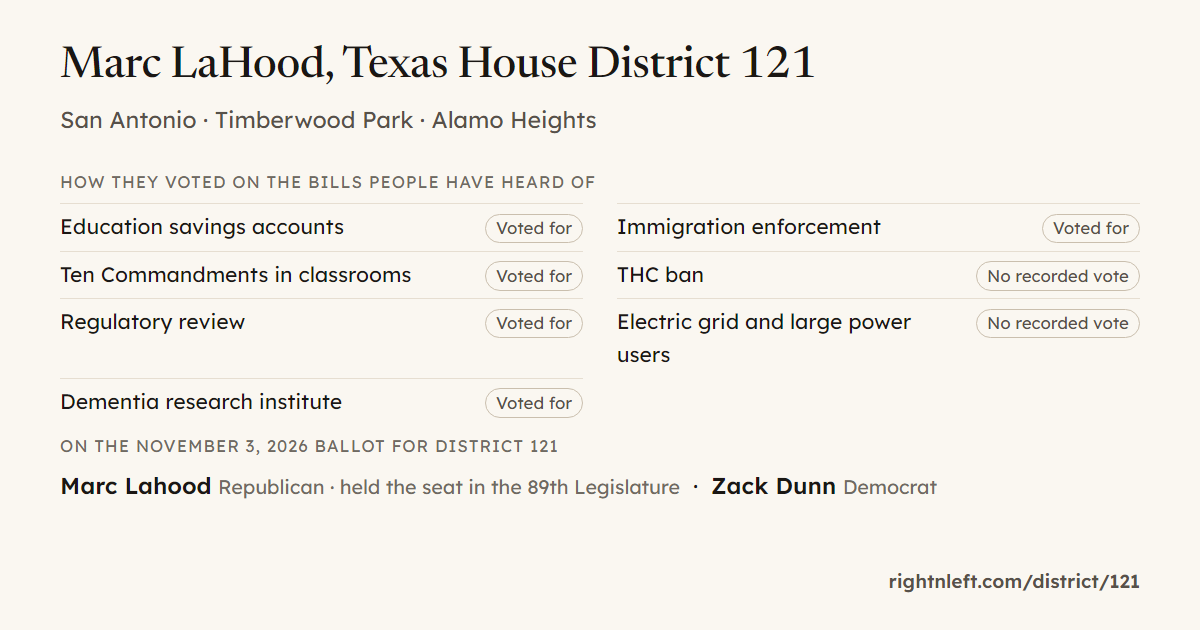 Marc LaHood, Texas House District 121
San Antonio · Timberwood Park · Alamo Heights
HOW THEY VOTED ON THE BILLS PEOPLE HAVE HEARD OF
Education savings accounts Voted for
Immigration enforcement Voted for
Ten Commandments in classrooms Voted for
THC ban No recorded vote
Regulatory review Voted for
Electric grid and large power No recorded vote
users
Dementia research institute Voted for
ON THE NOVEMBER 3, 2026 BALLOT FOR DISTRICT 121
Marc Lahood Republican · held the seat in the 89th Legislature · Zack Dunn Democrat
rightnleft.com/district/121